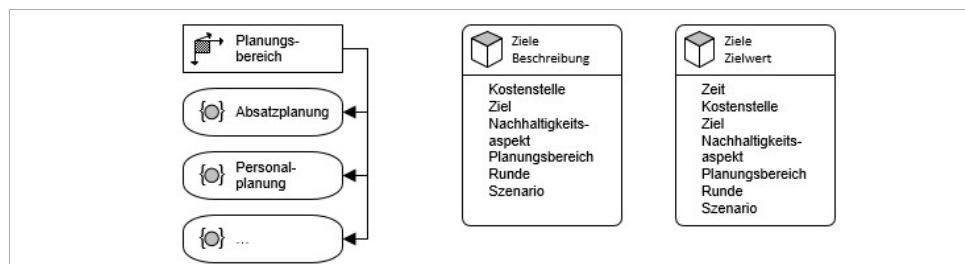 Planungs-
bereich
Absatzplanung
Personal-
planung
...
Ziele
Beschreibung
Kostenstelle
Ziel
Nachhaltigkeits-
aspekt
Planungsbereich
Runde
Szenario
Ziele
Zielwert
Zeit
Kostenstelle
Ziel
Nachhaltigkeits-
aspekt
Planungsbereich
Runde
Szenario